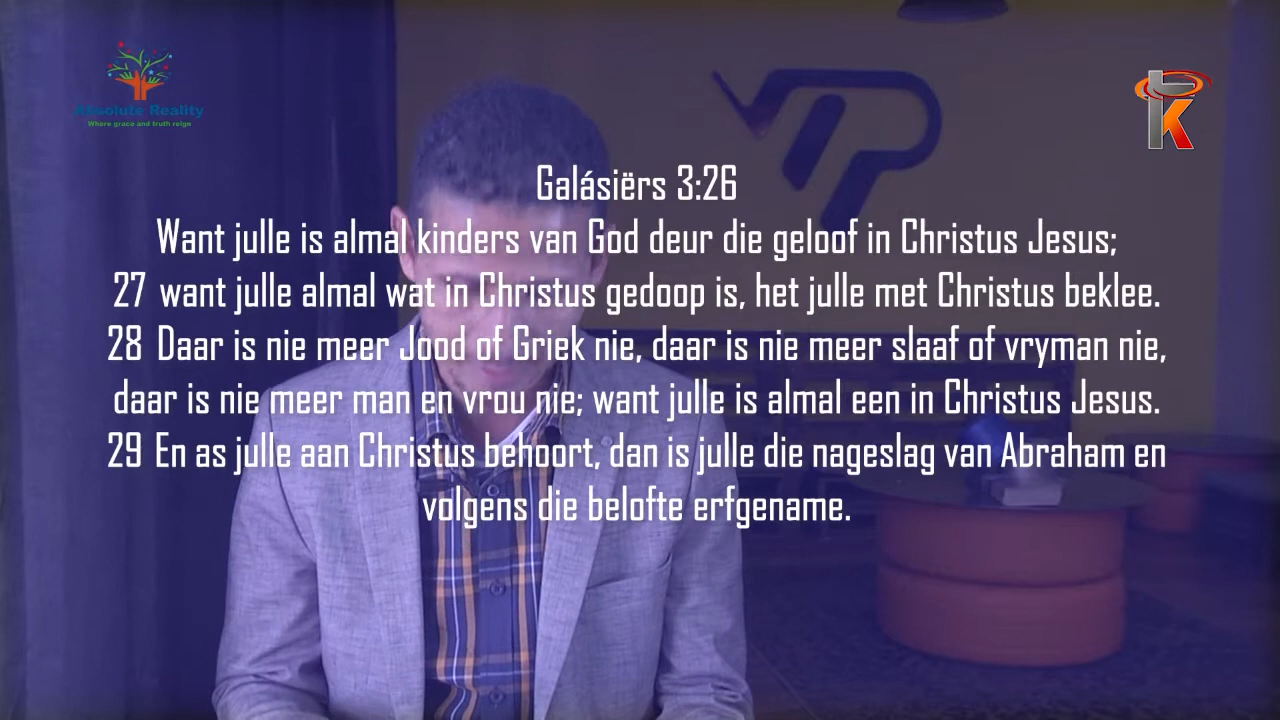 Absolute Reality
Where grace and truth reign
TK
VTP
Galásiërs 3:26
Want julle is almal kinders van God deur die geloof in Christus Jesus;
27 want julle almal wat in Christus gedoop is, het julle met Christus beklee.
28 Daar is nie meer Jood of Griek nie, daar is nie meer slaaf of vryman nie,
daar is nie meer man en vrou nie; want julle is almal een in Christus Jesus.
29 En as julle aan Christus behoort, dan is julle die nageslag van Abraham en
volgens die belofte erfgename.